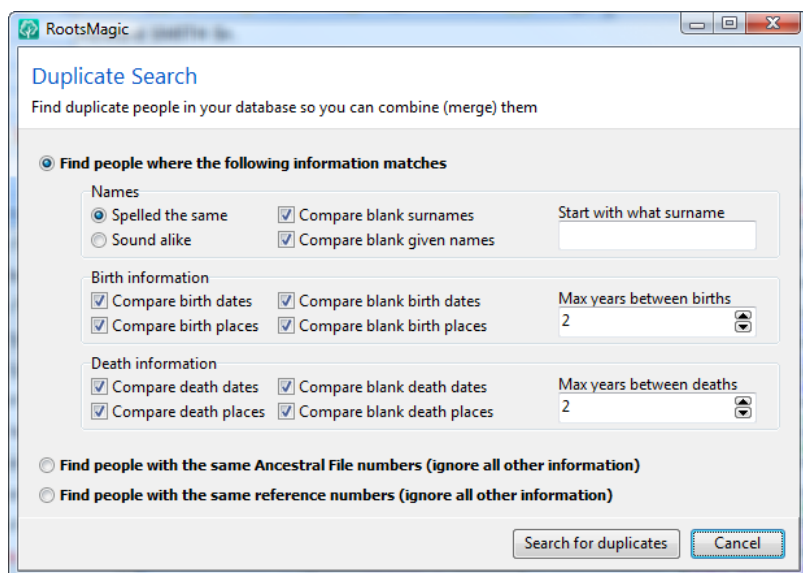 RootsMagic
Duplicate Search
Find duplicate people in your database so you can combine (merge) them
Find people where the following information matches
Names
Spelled the same
Compare blank surnames
Start with what surname
Sound alike
Compare blank given names
Birth information
Compare birth dates
Compare blank birth dates
Max years between births
Compare birth places
Compare blank birth places
2
Death information
Compare death dates
Compare blank death dates
Max years between deaths
Compare death places
Compare blank death places
2
Find people with the same Ancestral File numbers (ignore all other information)
Find people with the same reference numbers (ignore all other information)
Search for duplicates
Cancel